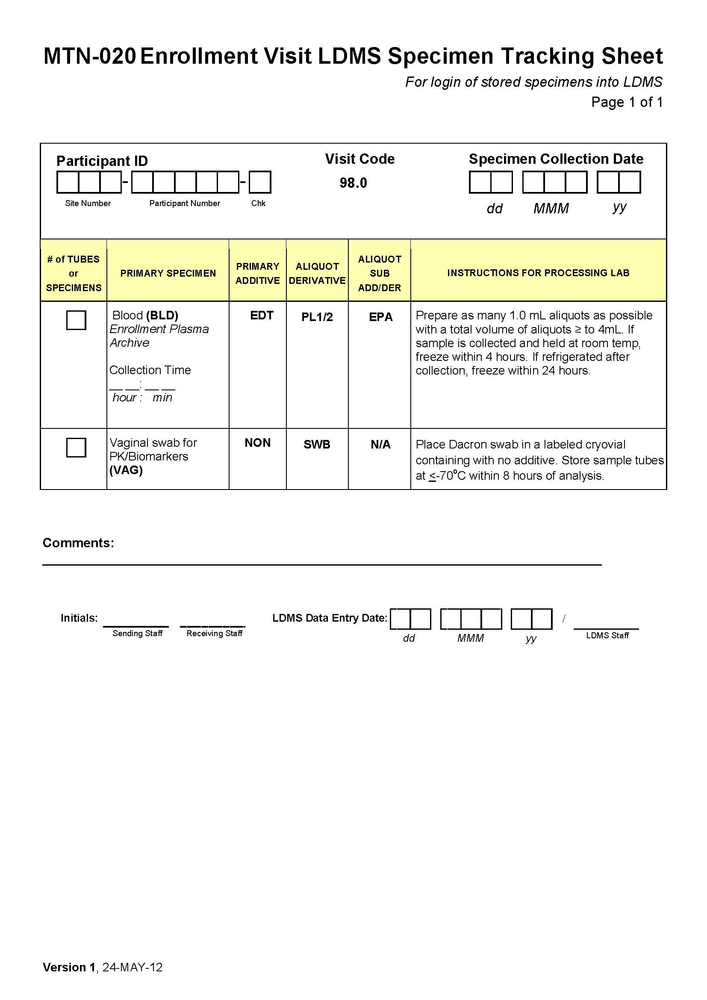 MTN-020 Enrollment Visit LDMS Specimen Tracking Sheet
For login of stored specimens into LDMS
Page 1 of 1
Participant ID
Visit Code
Specimen Collection Date
- -
98.0
Site Number Participant Number Chk
dd MMM yy
# of TUBES
or
SPECIMENS
PRIMARY SPECIMEN
PRIMARY
ADDITIVE
ALIQUOT
DERIVATIVE
ALIQUOT
SUB
ADD/DER
INSTRUCTIONS FOR PROCESSING LAB
Blood (BLD)
Enrollment Plasma
Archive
Collection Time
__ __: __ __
hour : min
EDT
PL1/2
EPA
Prepare as many 1.0 mL aliquots as possible
with a total volume of aliquots ≥ to 4mL. If
sample is collected and held at room temp,
freeze within 4 hours. If refrigerated after
collection, freeze within 24 hours.
Vaginal swab for
PK/Biomarkers
(VAG)
NON
SWB
N/A
Place Dacron swab in a labeled cryovial
containing with no additive. Store sample tubes
at <-70°C within 8 hours of analysis.
Comments:
Initials:
Sending Staff
Receiving Staff
LDMS Data Entry Date:
/
dd MMM yy
LDMS Staff
Version 1, 24-MAY-12